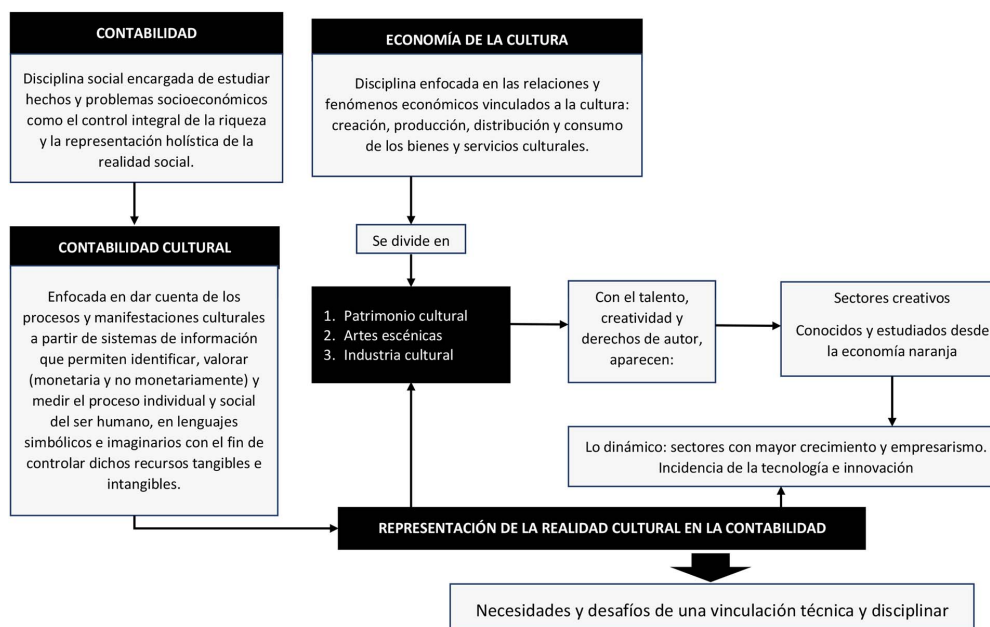 CONTABILIDAD
Disciplina social encargada de estudiar
hechos y problemas socioeconómicos
como el control integral de la riqueza
y la representación holística de la
realidad social.
ECONOMÍA DE LA CULTURA
Disciplina enfocada en las relaciones y
fenómenos económicos vinculados a la cultura:
creación, producción, distribución y consumo
de los bienes y servicios culturales.
CONTABILIDAD CULTURAL
Enfocada en dar cuenta de los
procesos y manifestaciones culturales
a partir de sistemas de información
que permiten identificar, valorar
(monetaria y no monetariamente) y
medir el proceso individual y social
del ser humano, en lenguajes
simbólicos e imaginarios con el fin de
controlar dichos recursos tangibles e
intangibles.
Se divide en
1. Patrimonio cultural
2. Artes escénicas
3. Industria cultural
Con el talento,
creatividad y
derechos de autor,
aparecen:
Sectores creativos
Conocidos y estudiados desde
la economía naranja
Lo dinámico: sectores con mayor crecimiento y empresarismo.
Incidencia de la tecnología e innovación
REPRESENTACIÓN DE LA REALIDAD CULTURAL EN LA CONTABILIDAD
Necesidades y desafíos de una vinculación técnica y disciplinar